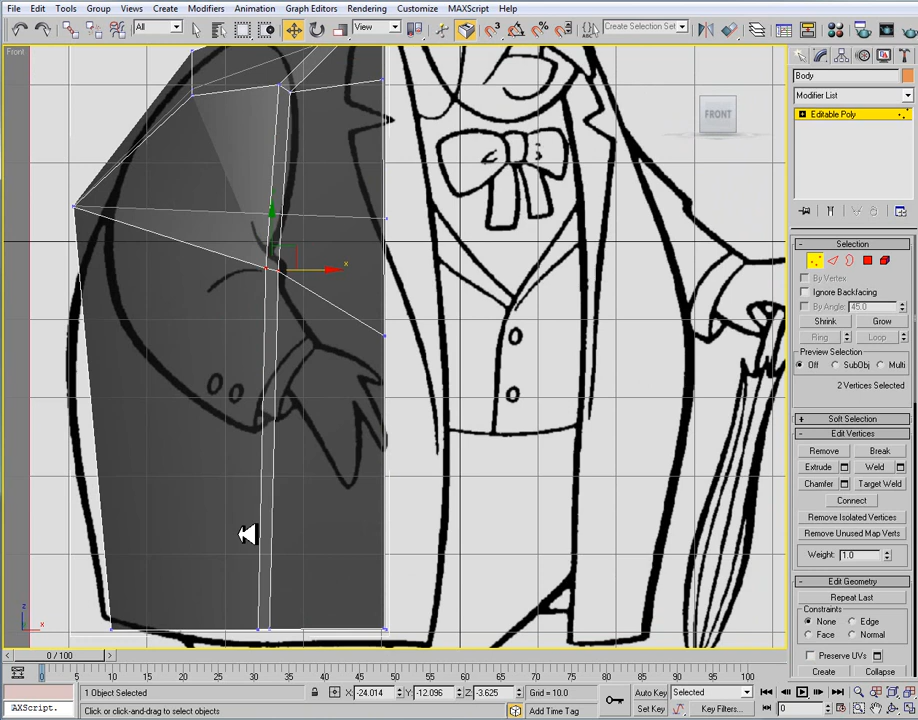 File Edit Tools Group Views Create Modifiers Animation Graph Editors Rendering Customize MAXScript Help
All View Create Selection Set
Front
FRONT
x
z
x
Body
Modifier List
Editable Poly
- Selection
By Vertex
Ignore Backfacing
By Angle: 45.0
Shrink Grow
Ring Loop
Preview Selection
Off SubObj Multi
2 Vertices Selected
+ Soft Selection
- Edit Vertices
Remove Break
Extrude Weld
Chamfer Target Weld
Connect
Remove Isolated Vertices
Remove Unused Map Verts
Weight: 1.0
- Edit Geometry
Repeat Last
Constraints
None Edge
Face Normal
Preserve UVs
Create Collapse
< 0 / 100 >
0 5 10 15 20 25 30 35 40 45 50 55 60 65 70 75 80 85 90 95 100
1 Object Selected X: -24.014 Y: -12.096 Z: -3.625 Grid = 10.0 Auto Key Selected
AXScript. Click or click-and-drag to select objects Add Time Tag Set Key Key Filters... 0